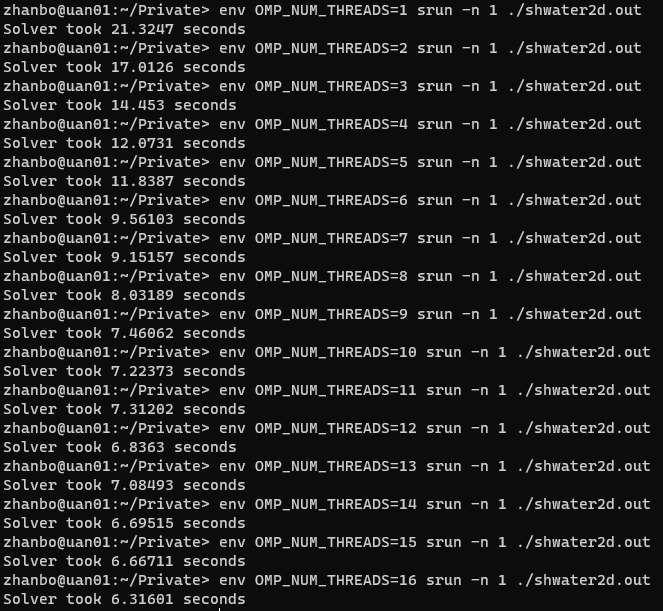 zhanbo@uan01:~/Private> env OMP_NUM_THREADS=1 srun -n 1 ./shwater2d.out
Solver took 21.3247 seconds
zhanbo@uan01:~/Private> env OMP_NUM_THREADS=2 srun -n 1 ./shwater2d.out
Solver took 17.0126 seconds
zhanbo@uan01:~/Private> env OMP_NUM_THREADS=3 srun -n 1 ./shwater2d.out
Solver took 14.453 seconds
zhanbo@uan01:~/Private> env OMP_NUM_THREADS=4 srun -n 1 ./shwater2d.out
Solver took 12.0731 seconds
zhanbo@uan01:~/Private> env OMP_NUM_THREADS=5 srun -n 1 ./shwater2d.out
Solver took 11.8387 seconds
zhanbo@uan01:~/Private> env OMP_NUM_THREADS=6 srun -n 1 ./shwater2d.out
Solver took 9.56103 seconds
zhanbo@uan01:~/Private> env OMP_NUM_THREADS=7 srun -n 1 ./shwater2d.out
Solver took 9.15157 seconds
zhanbo@uan01:~/Private> env OMP_NUM_THREADS=8 srun -n 1 ./shwater2d.out
Solver took 8.03189 seconds
zhanbo@uan01:~/Private> env OMP_NUM_THREADS=9 srun -n 1 ./shwater2d.out
Solver took 7.46062 seconds
zhanbo@uan01:~/Private> env OMP_NUM_THREADS=10 srun -n 1 ./shwater2d.out
Solver took 7.22373 seconds
zhanbo@uan01:~/Private> env OMP_NUM_THREADS=11 srun -n 1 ./shwater2d.out
Solver took 7.31202 seconds
zhanbo@uan01:~/Private> env OMP_NUM_THREADS=12 srun -n 1 ./shwater2d.out
Solver took 6.8363 seconds
zhanbo@uan01:~/Private> env OMP_NUM_THREADS=13 srun -n 1 ./shwater2d.out
Solver took 7.08493 seconds
zhanbo@uan01:~/Private> env OMP_NUM_THREADS=14 srun -n 1 ./shwater2d.out
Solver took 6.69515 seconds
zhanbo@uan01:~/Private> env OMP_NUM_THREADS=15 srun -n 1 ./shwater2d.out
Solver took 6.66711 seconds
zhanbo@uan01:~/Private> env OMP_NUM_THREADS=16 srun -n 1 ./shwater2d.out
Solver took 6.31601 seconds